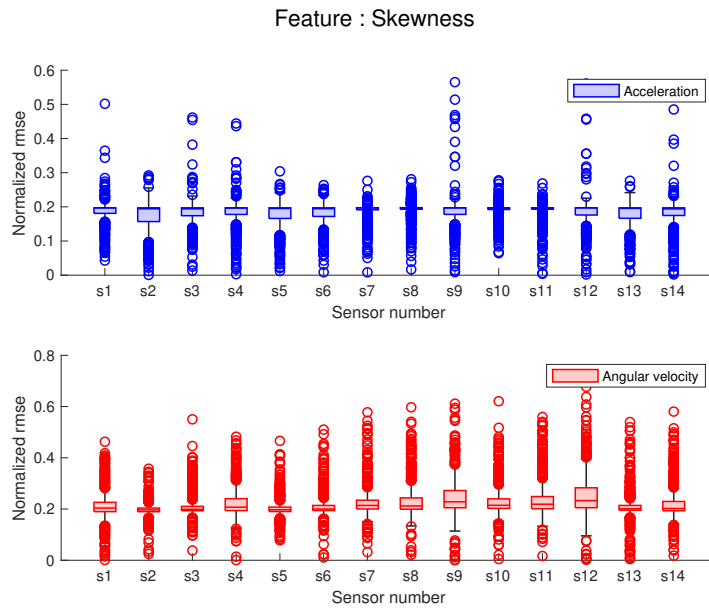 Feature : Skewness
0.6
0.5
0.4
0.3
0.2
0.1
0
Normalized rmse
Acceleration
s1 s2 s3 s4 s5 s6 s7 s8 s9 s10 s11 s12 s13 s14
Sensor number
0.8
0.6
0.4
0.2
0
Normalized rmse
Angular velocity
s1 s2 s3 s4 s5 s6 s7 s8 s9 s10 s11 s12 s13 s14
Sensor number